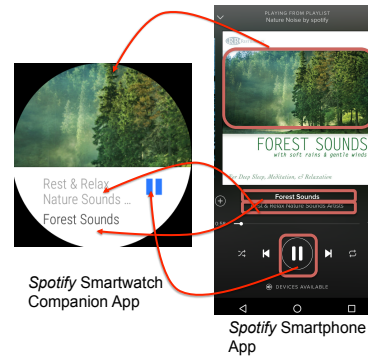 PLAYING FROM PLAYLIST
Nature Noise by spotify
FOREST SOUNDS
with soft rains & gentle winds
For Deep Sleep, Meditation, & Relaxation
Forest Sounds
Rest & Relax Nature Sounds Artists
DEVICES AVAILABLE
Rest & Relax
Nature Sounds ...
Forest Sounds
Spotify Smartwatch
Companion App
Spotify Smartphone
App